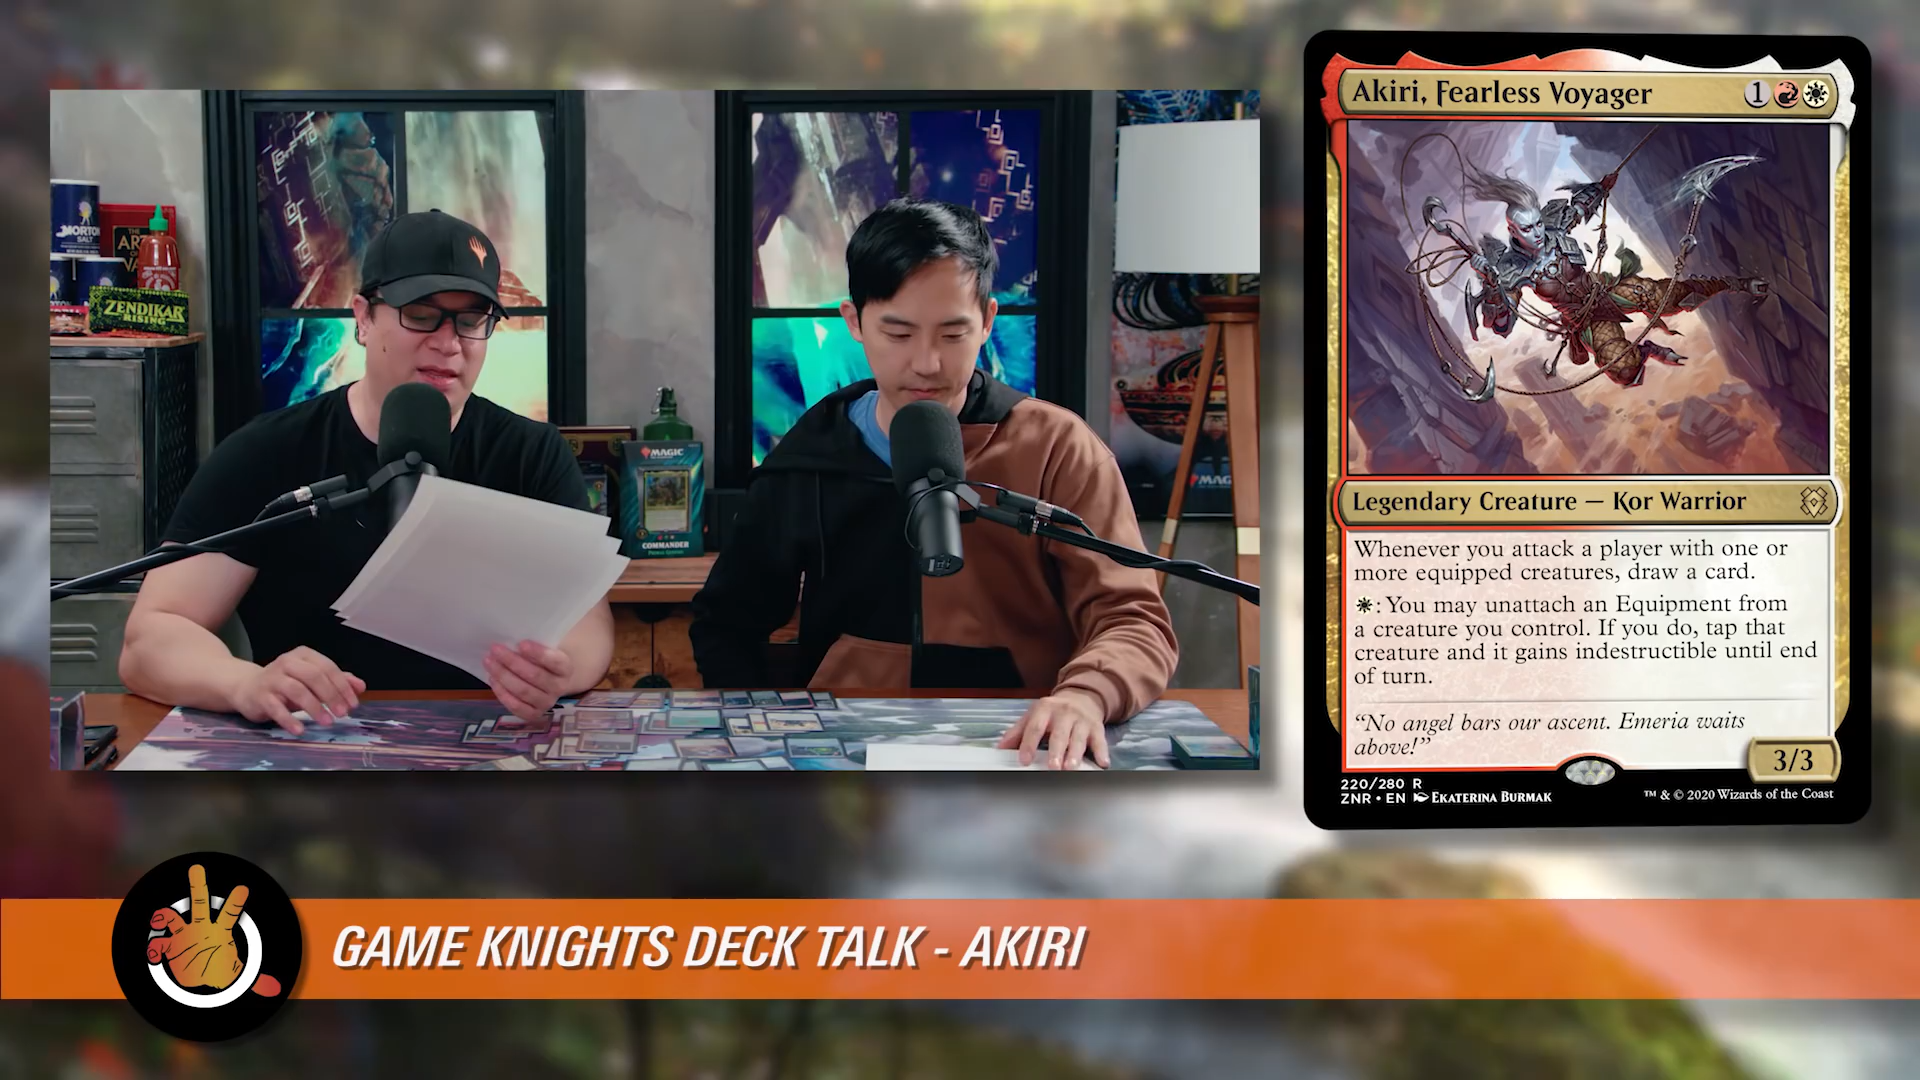 MORTON
SALT
THE
ART
ZENDIKAR
RISING
MAGIC
COMMANDER
MAG
Akiri, Fearless Voyager
1
Legendary Creature — Kor Warrior
Whenever you attack a player with one or
more equipped creatures, draw a card.
: You may unattach an Equipment from
a creature you control. If you do, tap that
creature and it gains indestructible until end
of turn.
“No angel bars our ascent. Emeria waits
above!”
3/3
220/280 R
ZNR • EN EKATERINA BURMAK
™ & © 2020 Wizards of the Coast
GAME KNIGHTS DECK TALK - AKIRI